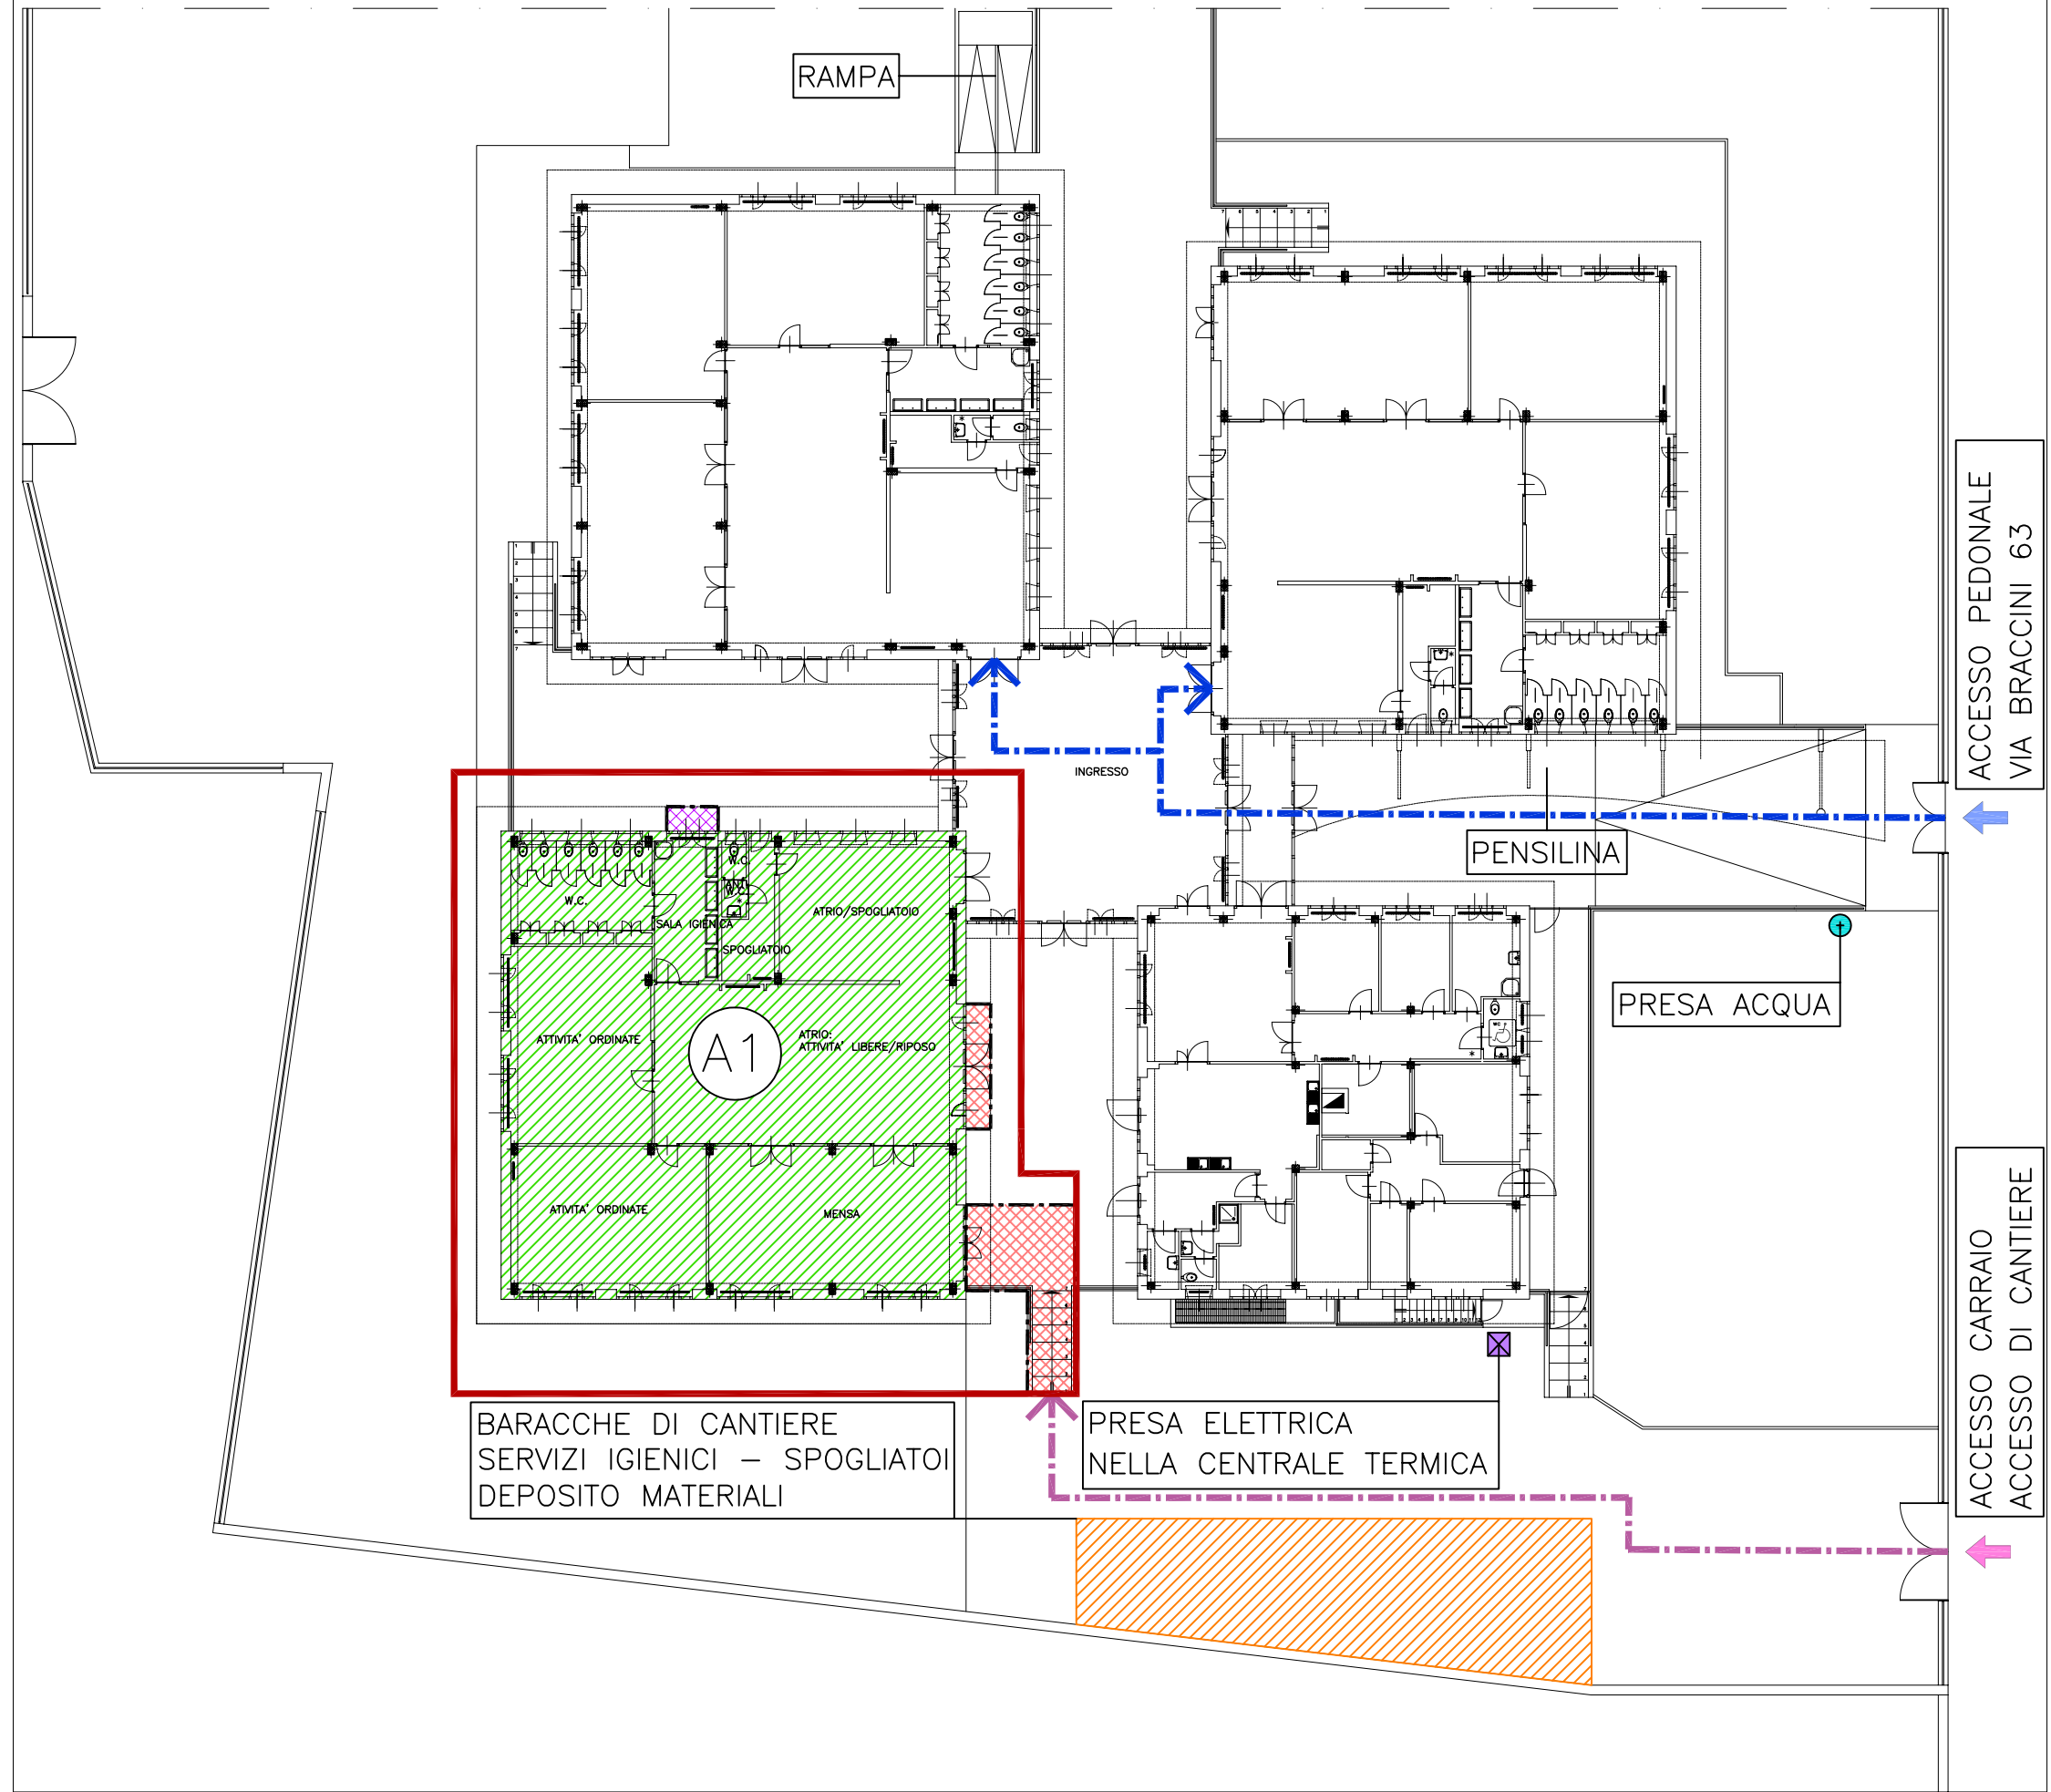 RAMPA
ACCESSO PEDONALE
VIA BRACCINI 63
INGRESSO
PENSILINA
W.C.
ANTI
W.C.
W.C.
ATRIO/SPOGLIATOIO
SALA IGIENICA
SPOGLIATOIO
PRESA ACQUA
ATTIVITA' ORDINATE
A1
ATRIO:
ATTIVITA' LIBERE/RIPOSO
ATIVITA' ORDINATE
MENSA
ACCESSO CARRAIO
ACCESSO DI CANTIERE
BARACCHE DI CANTIERE
SERVIZI IGIENICI – SPOGLIATOI
DEPOSITO MATERIALI
PRESA ELETTRICA
NELLA CENTRALE TERMICA